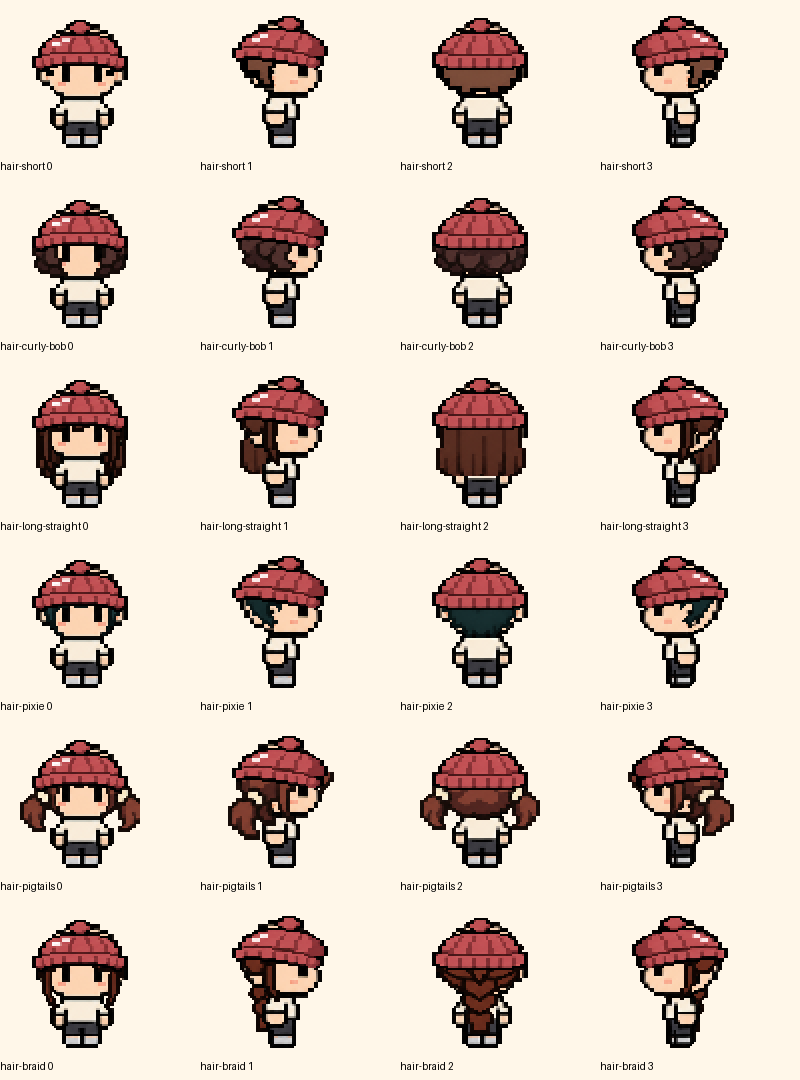 hair-short 0 hair-short 1 hair-short 2 hair-short 3
hair-curly-bob 0 hair-curly-bob 1 hair-curly-bob 2 hair-curly-bob 3
hair-long-straight 0 hair-long-straight 1 hair-long-straight 2 hair-long-straight 3
hair-pixie 0 hair-pixie 1 hair-pixie 2 hair-pixie 3
hair-pigtails 0 hair-pigtails 1 hair-pigtails 2 hair-pigtails 3
hair-braid 0 hair-braid 1 hair-braid 2 hair-braid 3